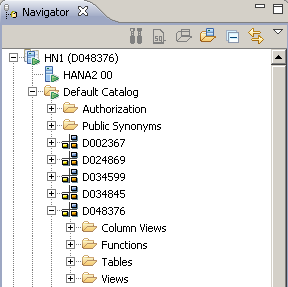 Navigator
SQL
HN1 (D048376)
HANA2 00
Default Catalog
Authorization
Public Synonyms
D002367
D024869
D034599
D034845
D048376
Column Views
Functions
Tables
Views